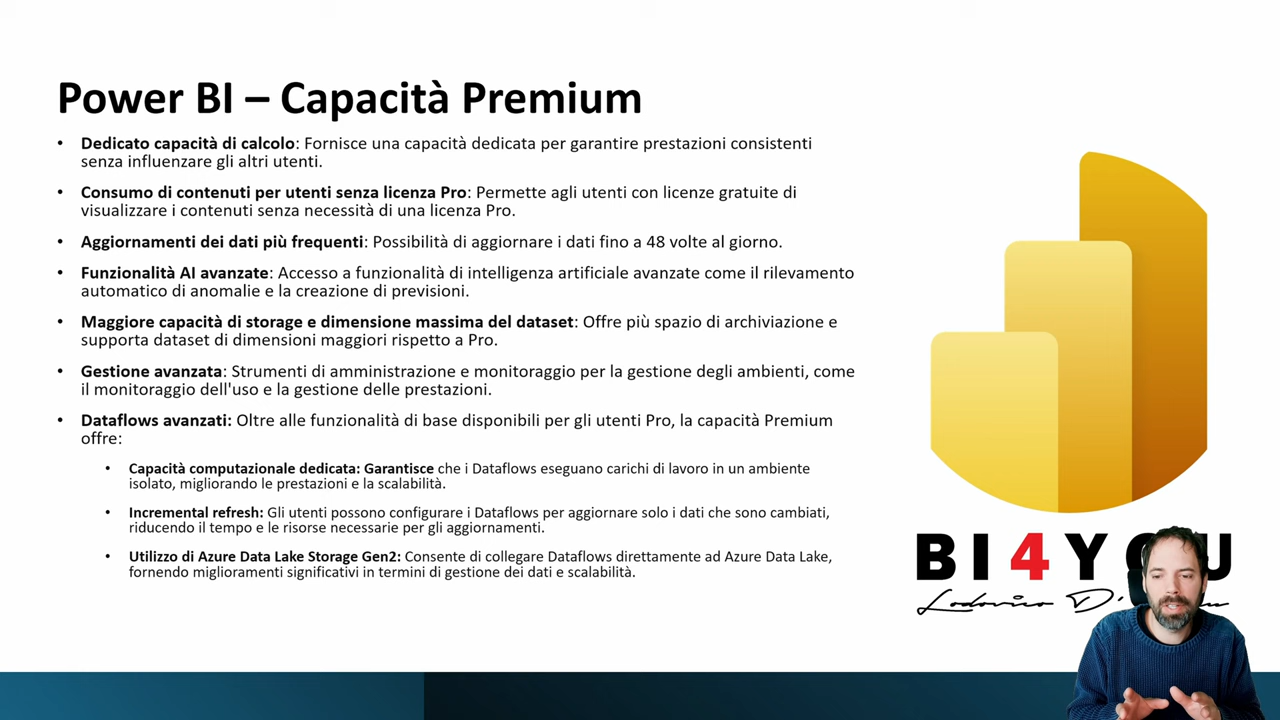 Power BI – Capacità Premium
• Dedicato capacità di calcolo: Fornisce una capacità dedicata per garantire prestazioni consistenti
senza influenzare gli altri utenti.
• Consumo di contenuti per utenti senza licenza Pro: Permette agli utenti con licenze gratuite di
visualizzare i contenuti senza necessità di una licenza Pro.
• Aggiornamenti dei dati più frequenti: Possibilità di aggiornare i dati fino a 48 volte al giorno.
• Funzionalità AI avanzate: Accesso a funzionalità di intelligenza artificiale avanzate come il rilevamento
automatico di anomalie e la creazione di previsioni.
• Maggiore capacità di storage e dimensione massima del dataset: Offre più spazio di archiviazione e
supporta dataset di dimensioni maggiori rispetto a Pro.
• Gestione avanzata: Strumenti di amministrazione e monitoraggio per la gestione degli ambienti, come
il monitoraggio dell'uso e la gestione delle prestazioni.
• Dataflows avanzati: Oltre alle funzionalità di base disponibili per gli utenti Pro, la capacità Premium
offre:
• Capacità computazionale dedicata: Garantisce che i Dataflows eseguano carichi di lavoro in un ambiente
isolato, migliorando le prestazioni e la scalabilità.
• Incremental refresh: Gli utenti possono configurare i Dataflows per aggiornare solo i dati che sono cambiati,
riducendo il tempo e le risorse necessarie per gli aggiornamenti.
• Utilizzo di Azure Data Lake Storage Gen2: Consente di collegare Dataflows direttamente ad Azure Data Lake,
fornendo miglioramenti significativi in termini di gestione dei dati e scalabilità.
BI4YOU
Lodovico